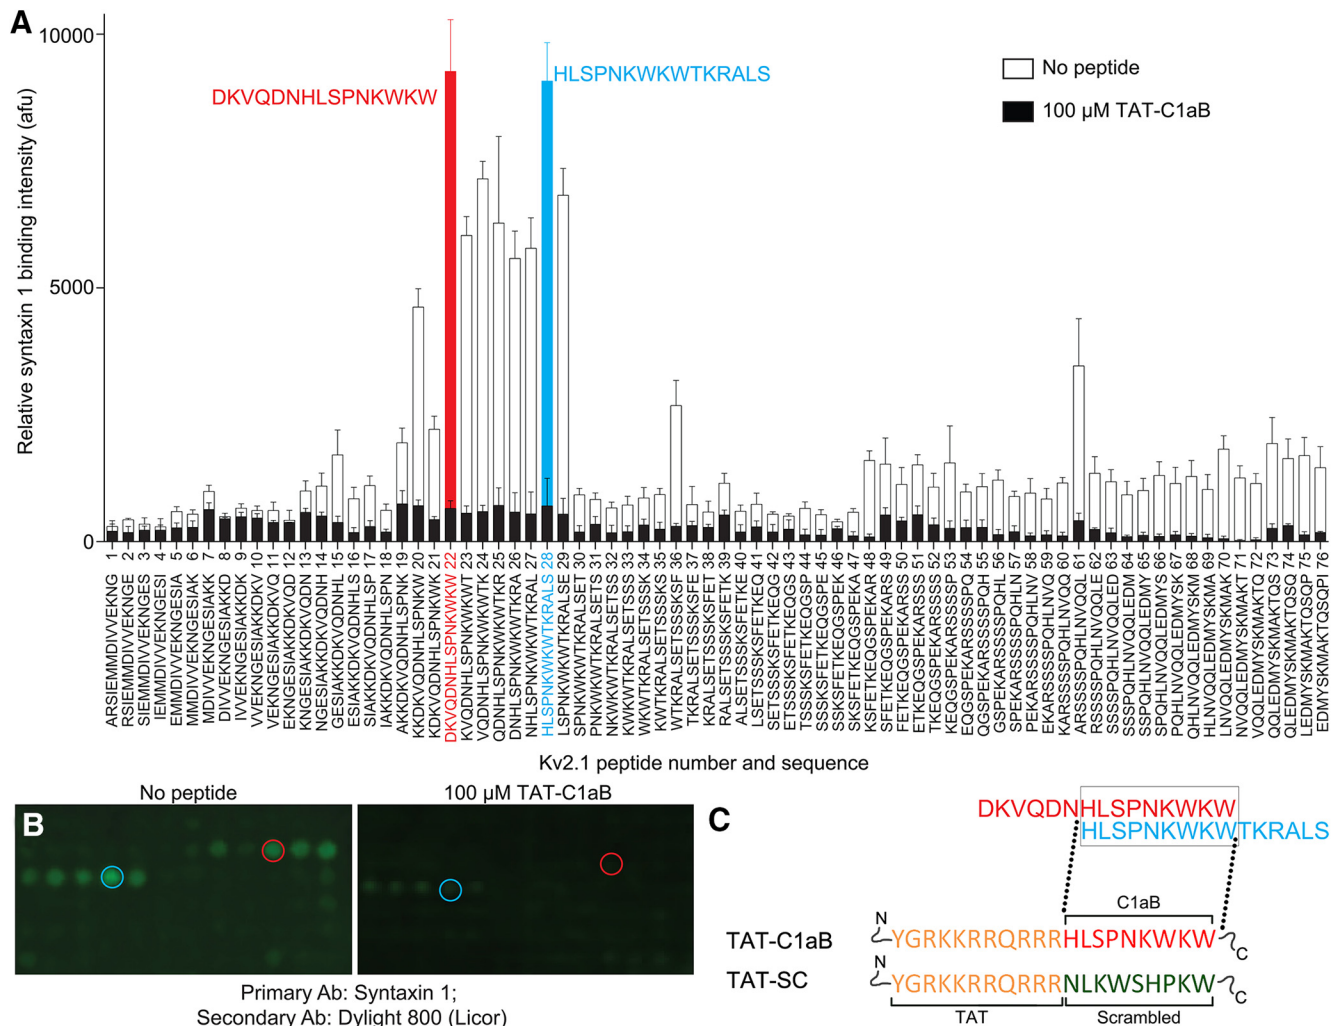 A
10000
5000
0
Relative syntaxin 1 binding intensity (afu)
DKVQDNHLSPNKWKW
HLSPNKWKWTKRALS
No peptide
100 µM TAT-C1aB
ARSIEMMDIVVEKNG 1
RSIEMMDIVVEKNGE 2
SIEMMDIVVEKNGES 3
IEMMDIVVEKNGESI 4
EMMDIVVEKNGESIA 5
MMDIVVEKNGESIAK 6
MDIVVEKNGESIAKK 7
DIVVEKNGESIAKKD 8
IVVEKNGESIAKKDK 9
VVEKNGESIAKKDKV 10
VEKNGESIAKKDKVQ 11
EKNGESIAKKDKVQD 12
KNGESIAKKDKVQDN 13
NGESIAKKDKVQDNH 14
GESIAKKDKVQDNHL 15
ESIAKKDKVQDNHLS 16
SIAKKDKVQDNHLSP 17
IAKKDKVQDNHLSPN 18
AKKDKVQDNHLSPNK 19
KKDKVQDNHLSPNKW 20
KDKVQDNHLSPNKWK 21
DKVQDNHLSPNKWKW 22
KVQDNHLSPNKWKWT 23
VQDNHLSPNKWKWTK 24
QDNHLSPNKWKWTKR 25
DNHLSPNKWKWTKRA 26
NHLSPNKWKWTKRAL 27
HLSPNKWKWTKRALS 28
LSPNKWKWTKRALSE 29
SPNKWKWTKRALSET 30
PNKWKWTKRALSETS 31
NKWKWTKRALSETSS 32
KWKWTKRALSETSSS 33
WKWTKRALSETSSSK 34
KWTKRALSETSSSKS 35
WTKRALSETSSSKSF 36
TKRALSETSSSKSFE 37
KRALSETSSSKSFET 38
RALSETSSSKSFETK 39
ALSETSSSKSFETKE 40
LSETSSSKSFETKEQ 41
SETSSSKSFETKEQG 42
ETSSSKSFETKEQGS 43
TSSSKSFETKEQGSP 44
SSSKSFETKEQGSPE 45
SSKSFETKEQGSPEK 46
SKSFETKEQGSPEKA 47
KSFETKEQGSPEKAR 48
SFETKEQGSPEKARS 49
FETKEQGSPEKARSS 50
ETKEQGSPEKARSSS 51
TKEQGSPEKARSSSS 52
KEQGSPEKARSSSSP 53
EQGSPEKARSSSSPQ 54
QGSPEKARSSSSPQH 55
GSPEKARSSSSPQHL 56
SPEKARSSSSPQHLN 57
PEKARSSSSPQHLNV 58
EKARSSSSPQHLNVQ 59
KARSSSSPQHLNVQQ 60
ARSSSSPQHLNVQQL 61
RSSSSPQHLNVQQLE 62
SSSSPQHLNVQQLED 63
SSSPQHLNVQQLEDM 64
SSPQHLNVQQLEDMY 65
SPQHLNVQQLEDMYS 66
PQHLNVQQLEDMYSK 67
QHLNVQQLEDMYSKM 68
HLNVQQLEDMYSKMA 69
LNVQQLEDMYSKMAK 70
NVQQLEDMYSKMAKT 71
VQQLEDMYSKMAKTQ 72
QQLEDMYSKMAKTQS 73
QLEDMYSKMAKTQSQ 74
LEDMYSKMAKTQSQP 75
EDMYSKMAKTQSQPI 76
Kv2.1 peptide number and sequence
No peptide
100 µM TAT-C1aB
B
Primary Ab: Syntaxin 1;
Secondary Ab: Dylight 800 (Licor)
C
DKVQDNHLSPNKWKW
HLSPNKWKWTKRALS
C1aB
TAT-C1aB
N
YGRKKRRQRRRHLSPNKWKW
C
TAT-SC
N
YGRKKRRQRRRNLKWSHPKW
C
TAT
Scrambled